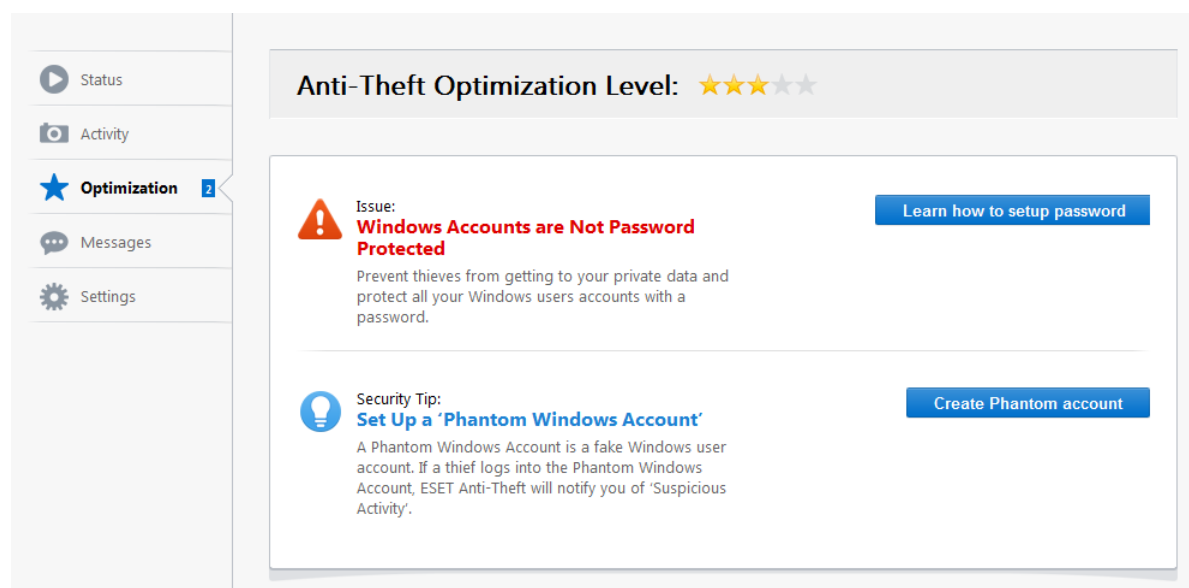 Status
Activity
Optimization 2
Messages
Settings
Anti-Theft Optimization Level:
Issue:
Windows Accounts are Not Password
Protected
Prevent thieves from getting to your private data and
protect all your Windows users accounts with a
password.
Learn how to setup password
Security Tip:
Set Up a ‘Phantom Windows Account’
A Phantom Windows Account is a fake Windows user
account. If a thief logs into the Phantom Windows
Account, ESET Anti-Theft will notify you of ‘Suspicious
Activity’.
Create Phantom account